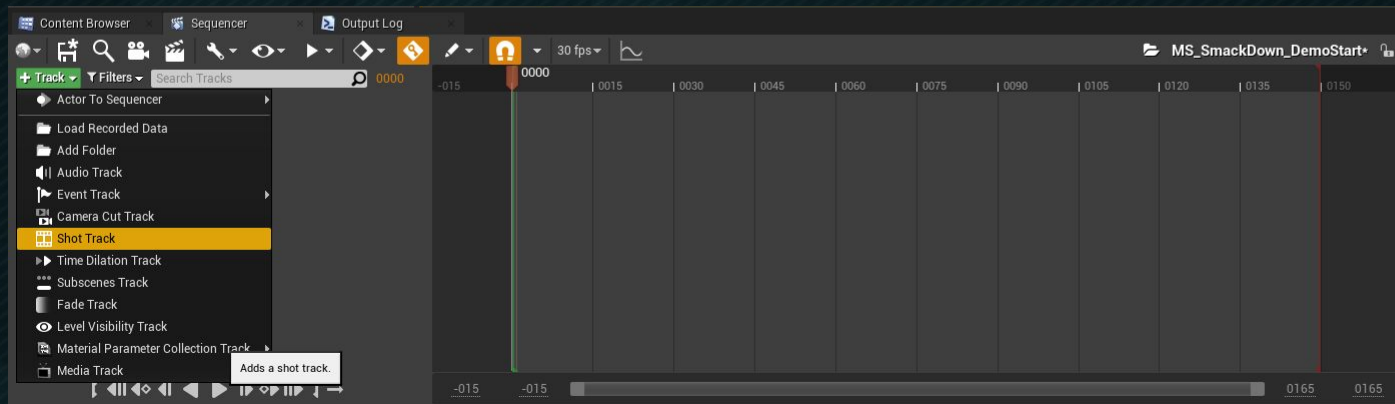 Content Browser × Sequencer × Output Log ×
30 fps MS_SmackDown_DemoStart*
+ Track Filters Search Tracks 0000
0000
-015 0015 0030 0045 0060 0075 0090 0105 0120 0135 0150
Actor To Sequencer
Load Recorded Data
Add Folder
Audio Track
Event Track
Camera Cut Track
Shot Track
Time Dilation Track
Subscenes Track
Fade Track
Level Visibility Track
Material Parameter Collection Track
Adds a shot track.
Media Track
-015 -015 0165 0165